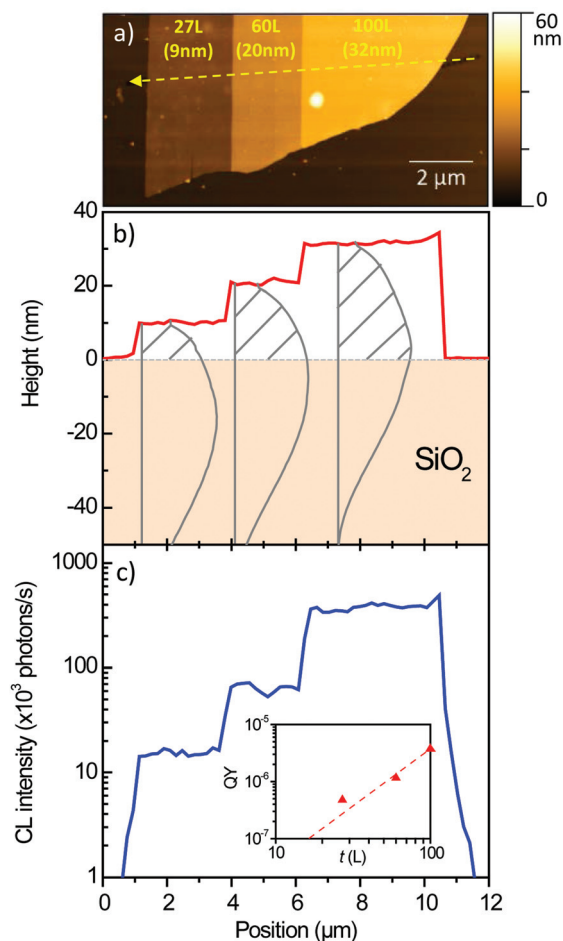 a)
27L
(9nm)
60L
(20nm)
100L
(32nm)
2 µm
60
nm
0
b)
40
20
0
-20
-40
Height (nm)
SiO2
c)
1000
100
10
1
CL intensity (x10³ photons/s)
10⁻⁵
10⁻⁶
10⁻⁷
QY
10
100
t (L)
0 2 4 6 8 10 12
Position (µm)